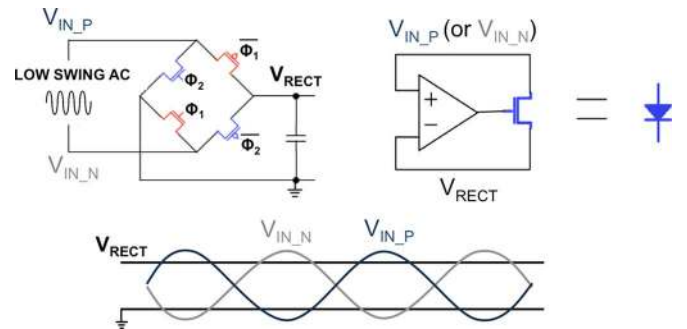 V_IN_P
LOW SWING AC
V_IN_N
Φ̅₁
Φ₂
V_RECT
Φ₁
Φ̅₂
V_IN_P (or V_IN_N)
+
−
V_RECT
=
V_RECT V_IN_N V_IN_P